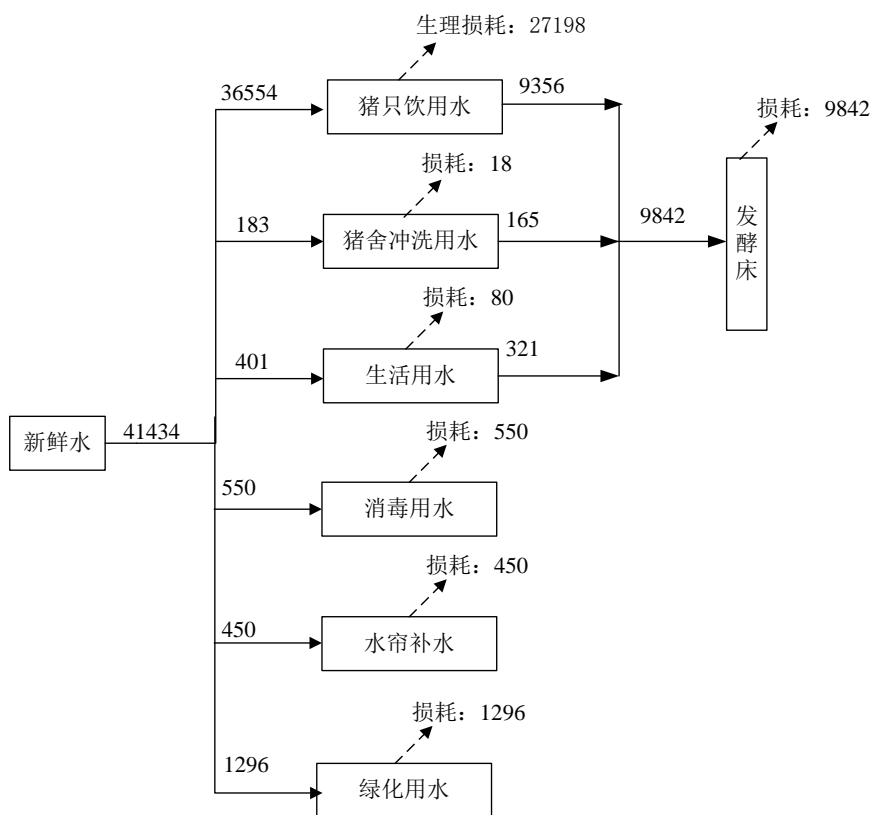 生理损耗：27198
36554
猪只饮用水
9356
损耗：9842
损耗：18
183
猪舍冲洗用水
165
9842
发酵床
损耗：80
401
生活用水
321
新鲜水
41434
损耗：550
550
消毒用水
损耗：450
450
水帘补水
损耗：1296
1296
绿化用水